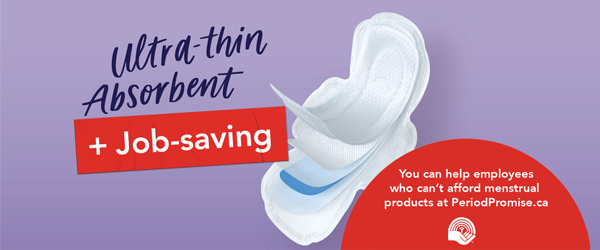 Ultra-thin
Absorbent
+ Job-saving
You can help employees
who can't afford menstrual
products at PeriodPromise.ca